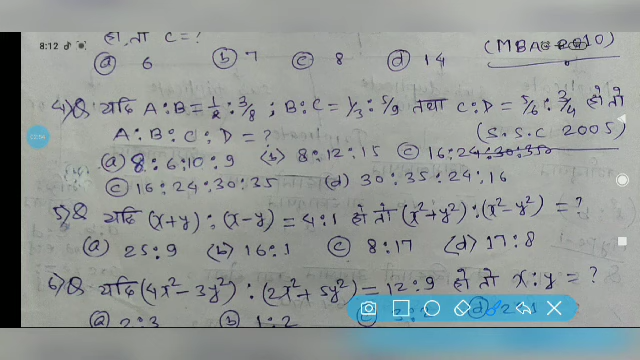 8:12
हो, तो C = ?
(a) 6 (b) 7 (c) 8 (d) 14 (MBA 2010)
4)Q यदि A:B = 1/2 : 3/8 ; B:C = 1/3 : 5/9 तथा C:D = 5/6 : 3/4 हो तो
A:B:C:D = ? (S.S.C 2005)
(a) 8:6:10:9 (b) 8:12:15 (c) 16:24:30:35
(c) 16:24:30:35 (d) 30:35:24:16
5)Q यदि (x+y) : (x-y) = 4:1 हो तो (x²+y²) : (x²-y²) = ?
(a) 25:9 (b) 16:1 (c) 8:17 (d) 17:8
6)Q यदि (4x²-3y²) : (2x²+5y²) = 12:9 हो तो x:y = ?
(a) 2:3 (b) 1:2